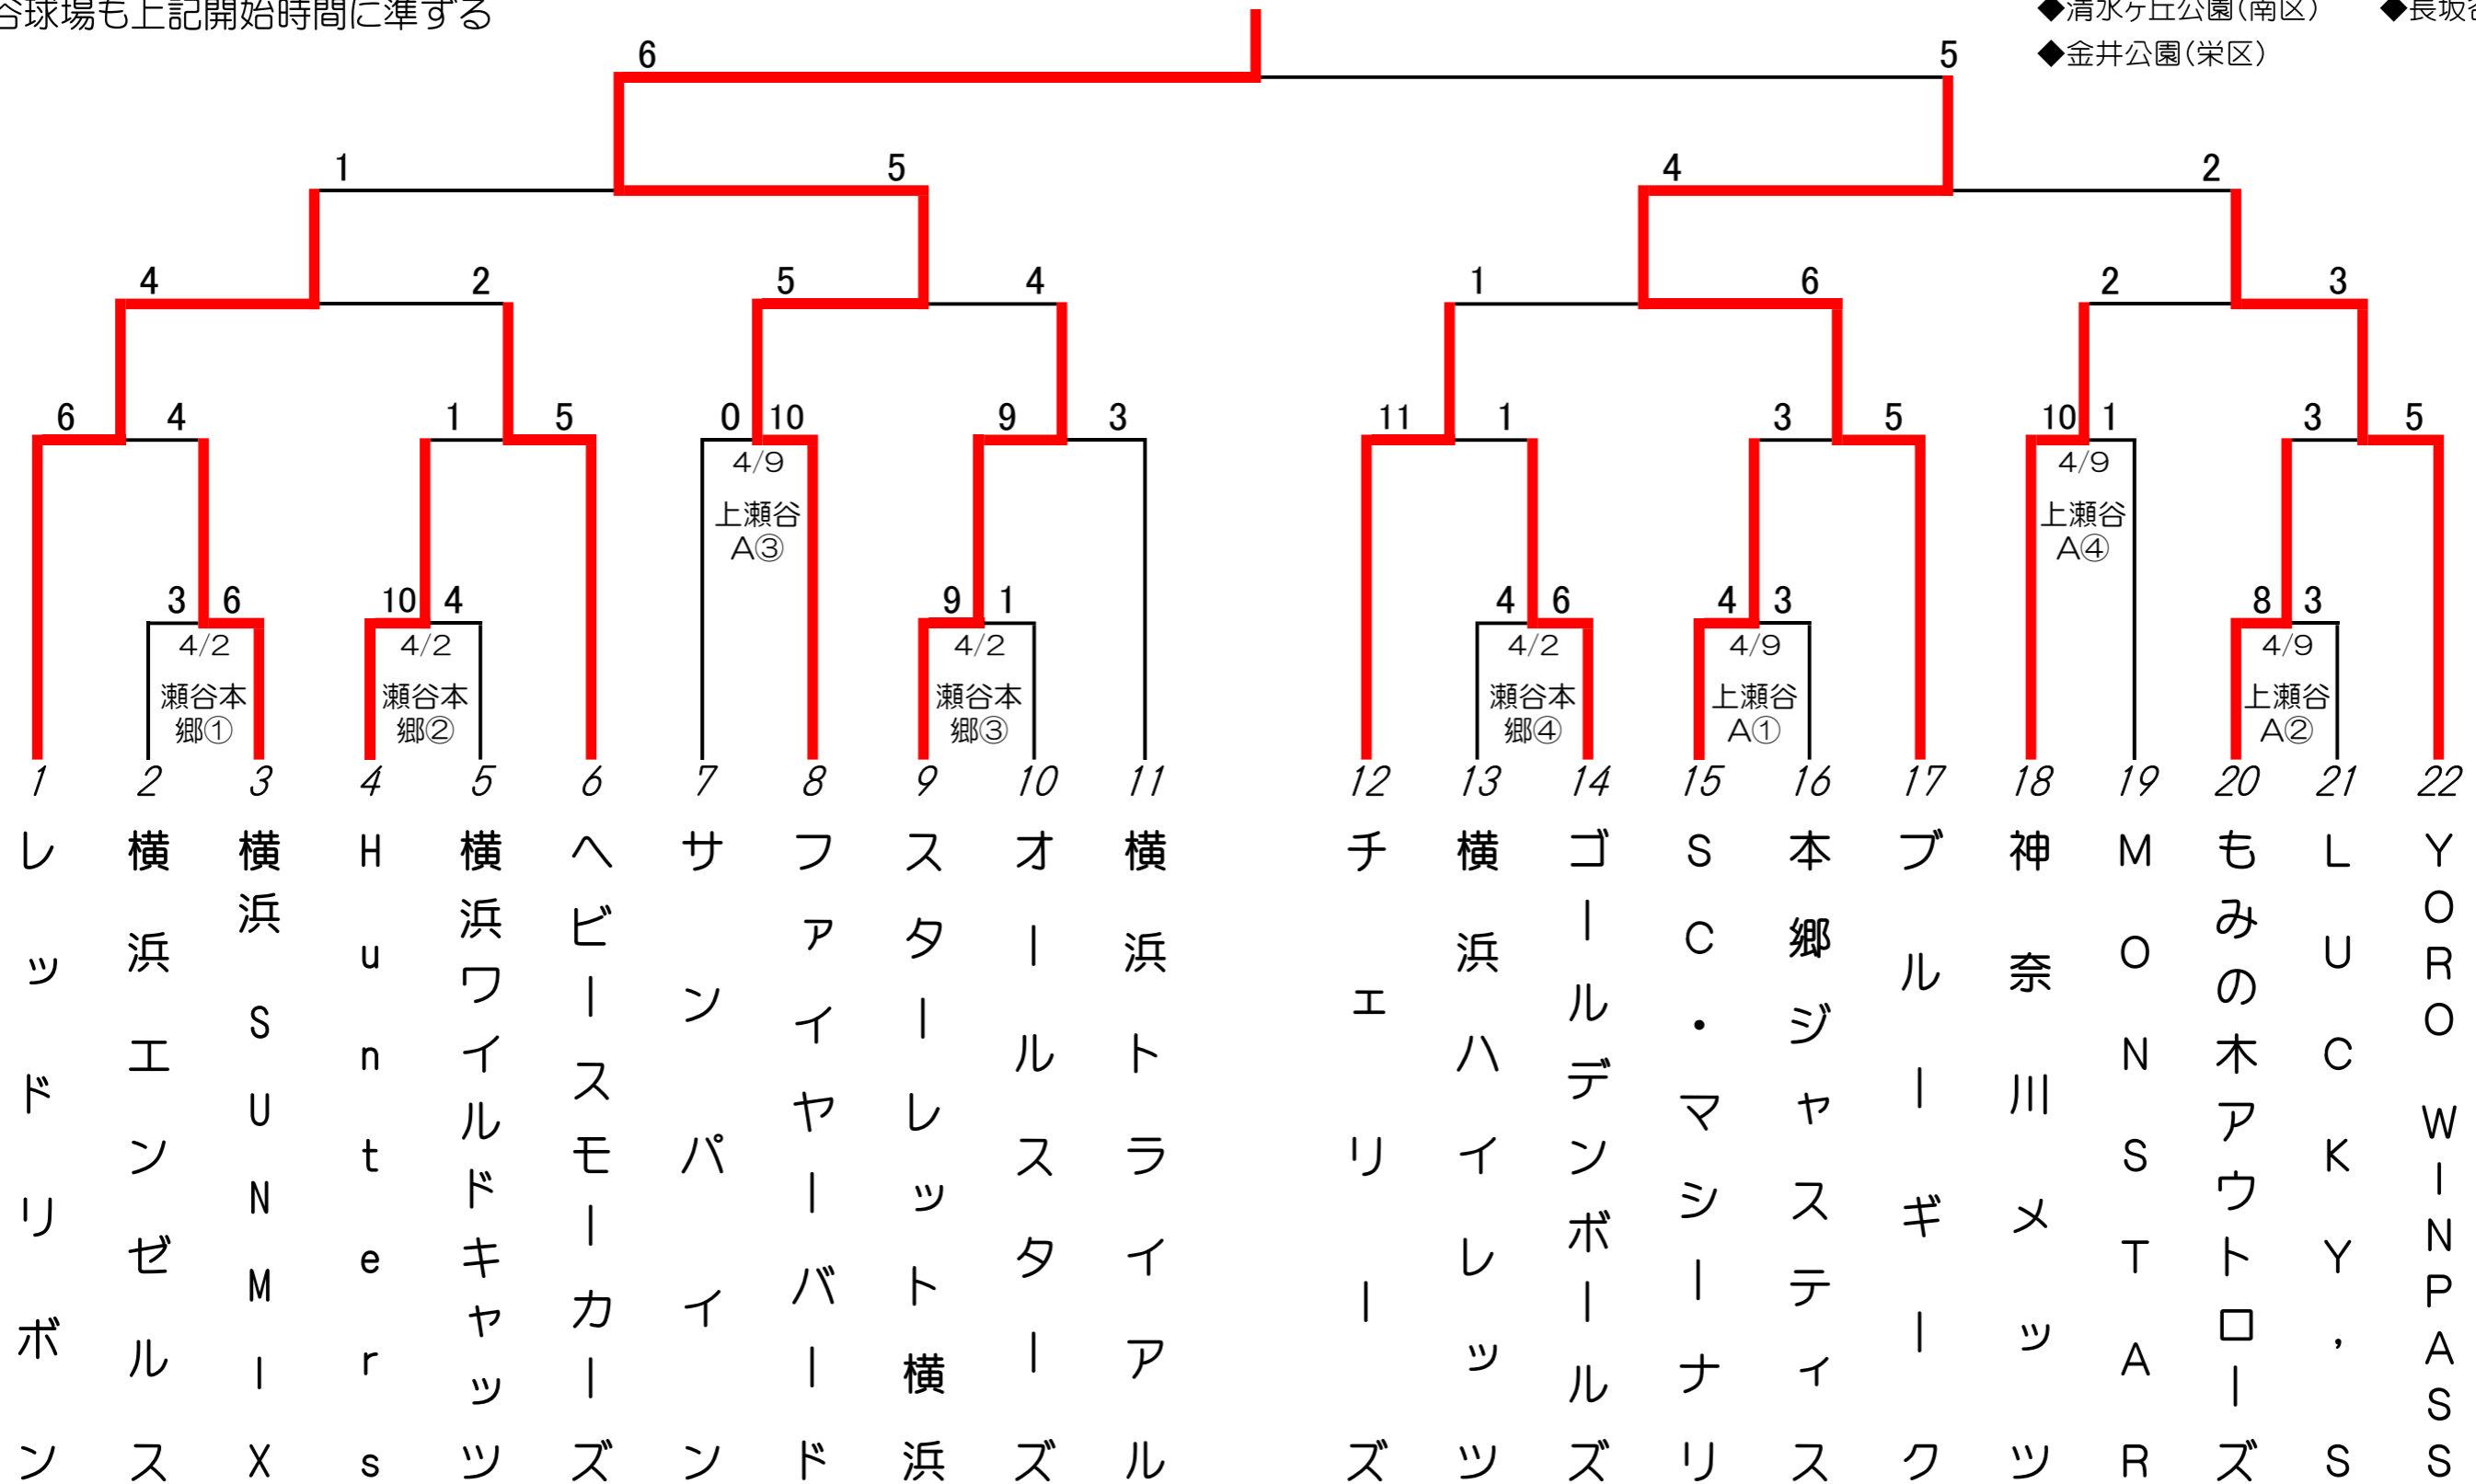 谷球場も上記開始時間に準ずる
◆清水ヶ丘公園（南区）　◆長坂谷
◆金井公園（栄区）
6 5
1 5 4 2
4 2 5 4 1 6 2 3
6 4 1 5 0 10 9 3 11 1 3 5 10 1 3 5
4/9 4/9
上瀬谷 上瀬谷
A③ A④
3 6 10 4 9 1 4 6 4 3 8 3
4/2 4/2 4/2 4/2 4/9 4/9
瀬谷本 瀬谷本 瀬谷本 瀬谷本 上瀬谷 上瀬谷
郷① 郷② 郷③ 郷④ A① A②
1 2 3 4 5 6 7 8 9 10 11 12 13 14 15 16 17 18 19 20 21 22
レッドリボン
横浜エンゼルス
横浜 SUNMIX
Hunters
横浜ワイルドキャッツ
ヘビースモーカーズ
サンパイン
ファイヤーバード
スターレット横浜
オールスターズ
横浜トライアル
チェリーズ
横浜ハイレッツ
ゴールデンボールズ
SC・マシーナリ
本郷ジャスティス
ブルーギーク
神奈川メッツ
MONSTAR
もみの木アウトローズ
LUCKY’S
YORO WINPASS